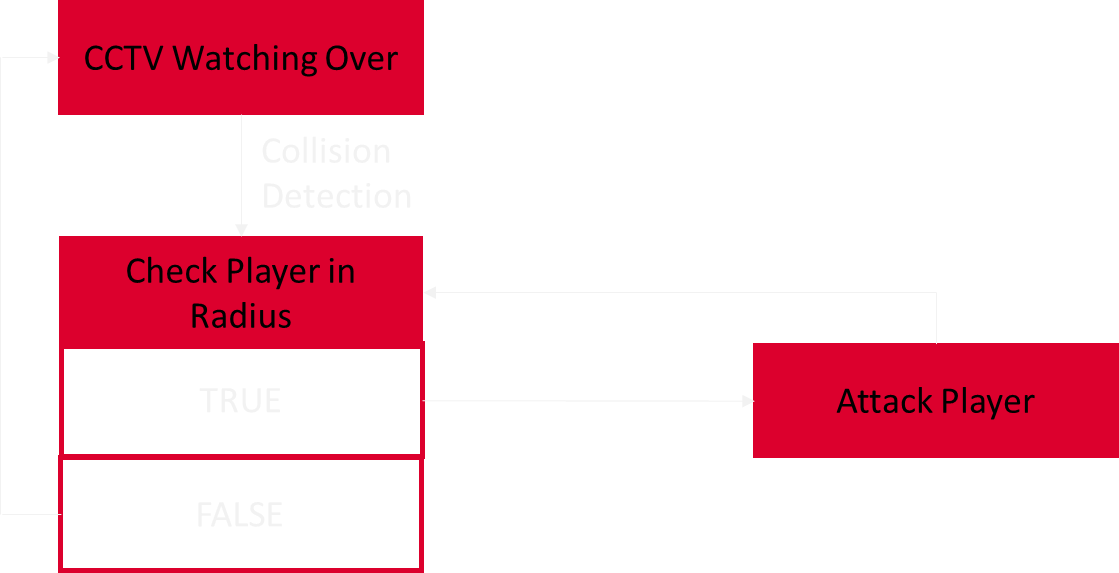 CCTV Watching Over
Collision
Detection
Check Player in
Radius
TRUE
Attack Player
FALSE